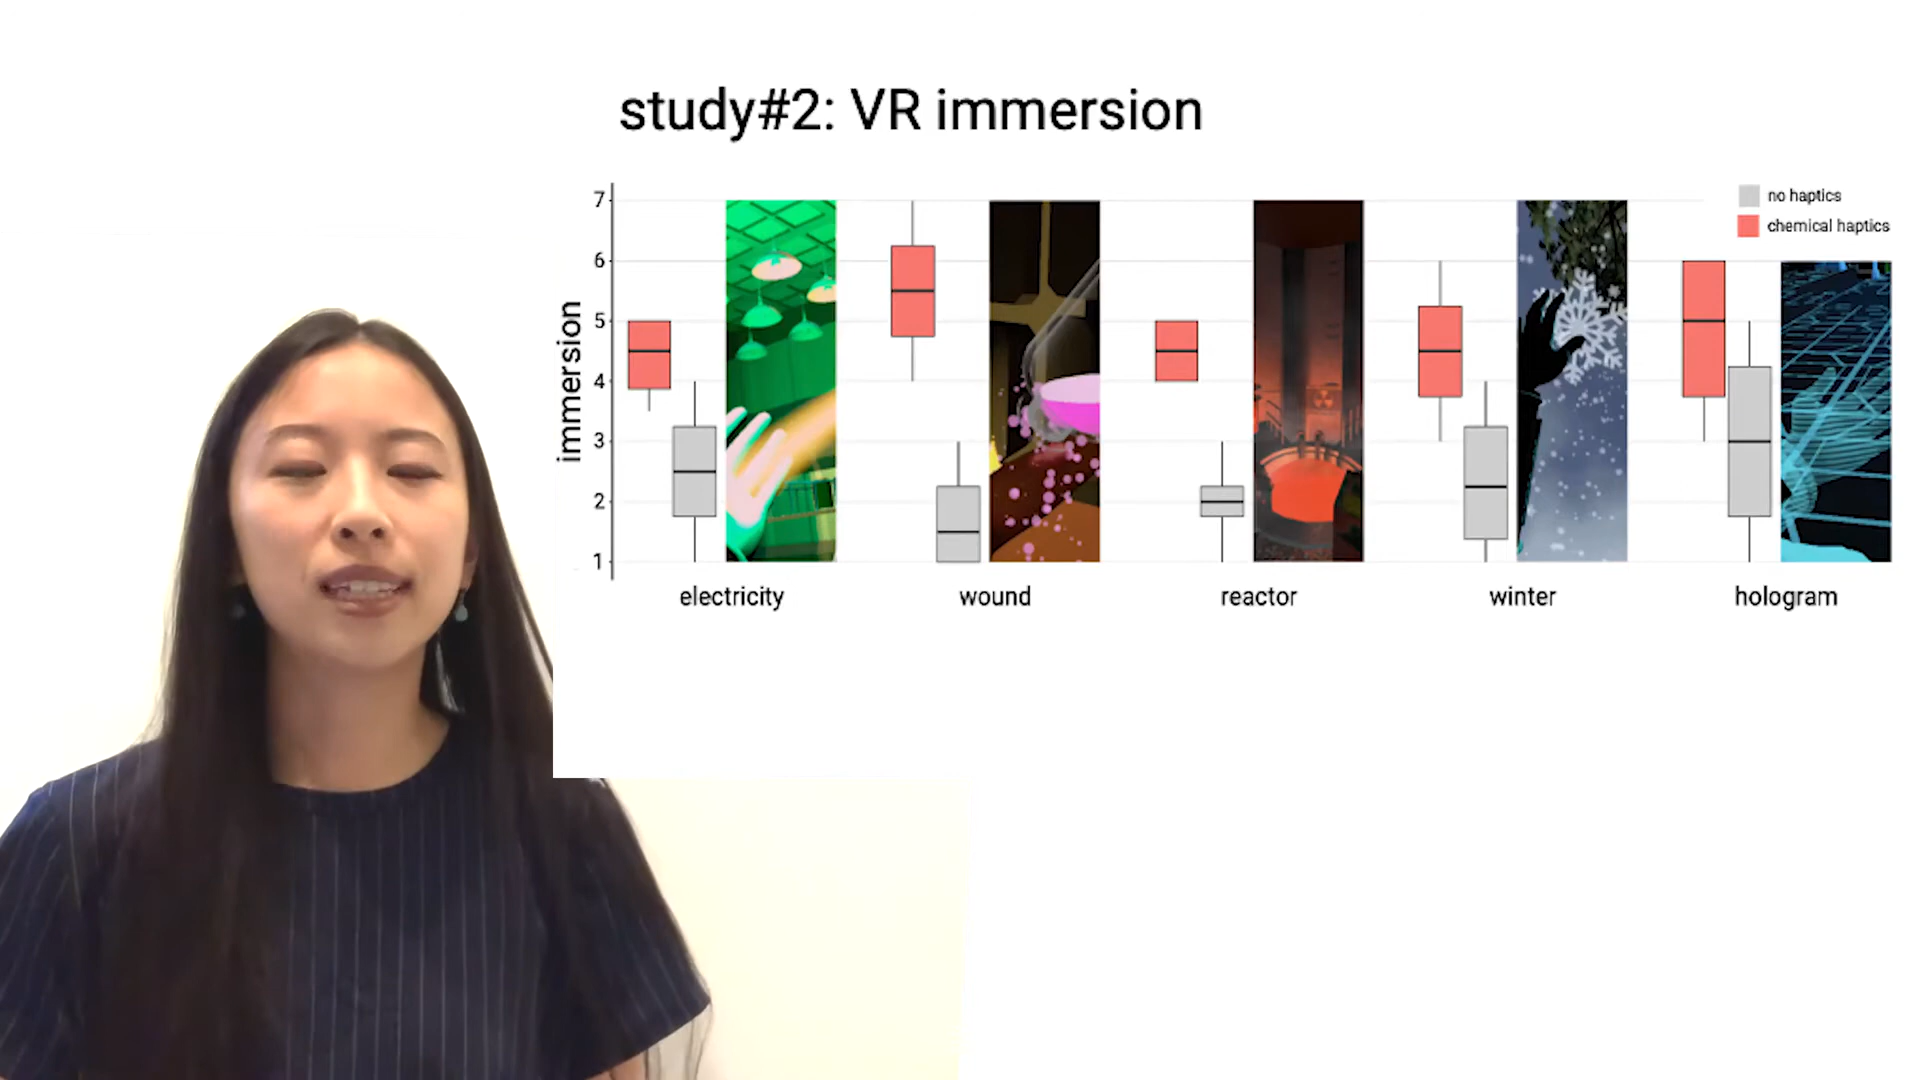 study#2: VR immersion
no haptics
chemical haptics
immersion
7
6
5
4
3
2
1
electricity
wound
reactor
winter
hologram